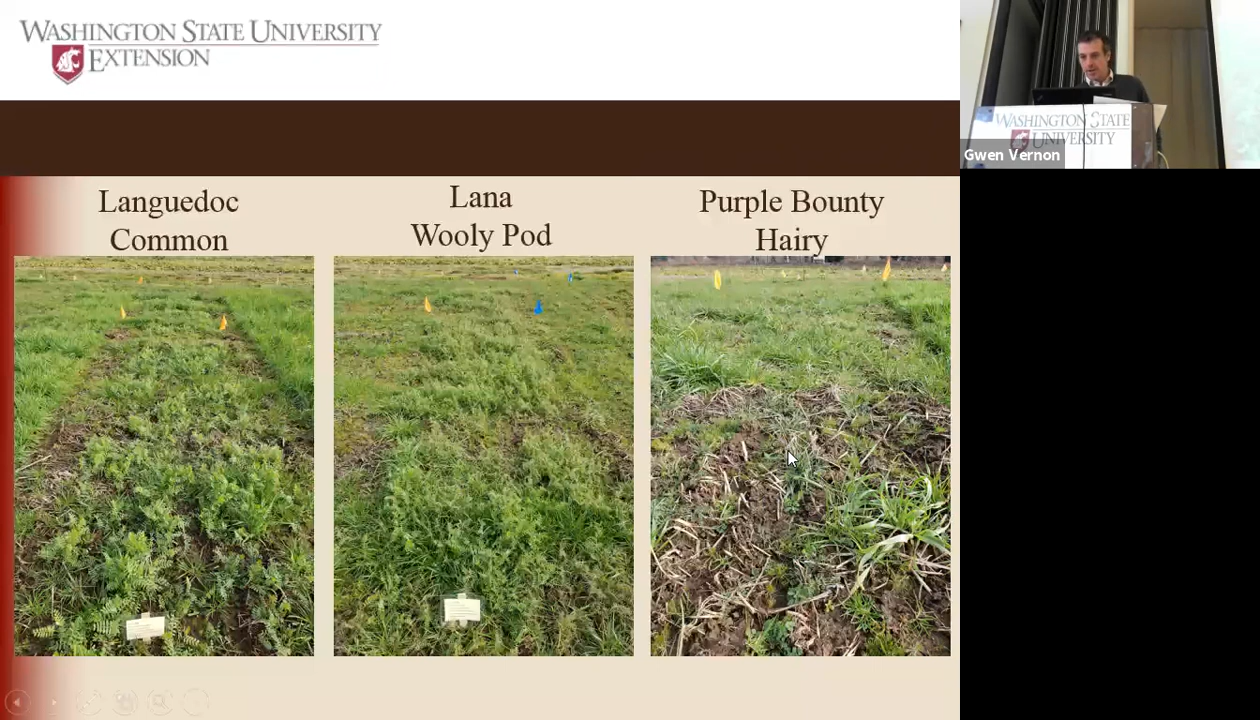 WASHINGTON STATE UNIVERSITY
EXTENSION
Languedoc
Common
Lana
Wooly Pod
Purple Bounty
Hairy
WASHINGTON STATE
UNIVERSITY
Gwen Vernon